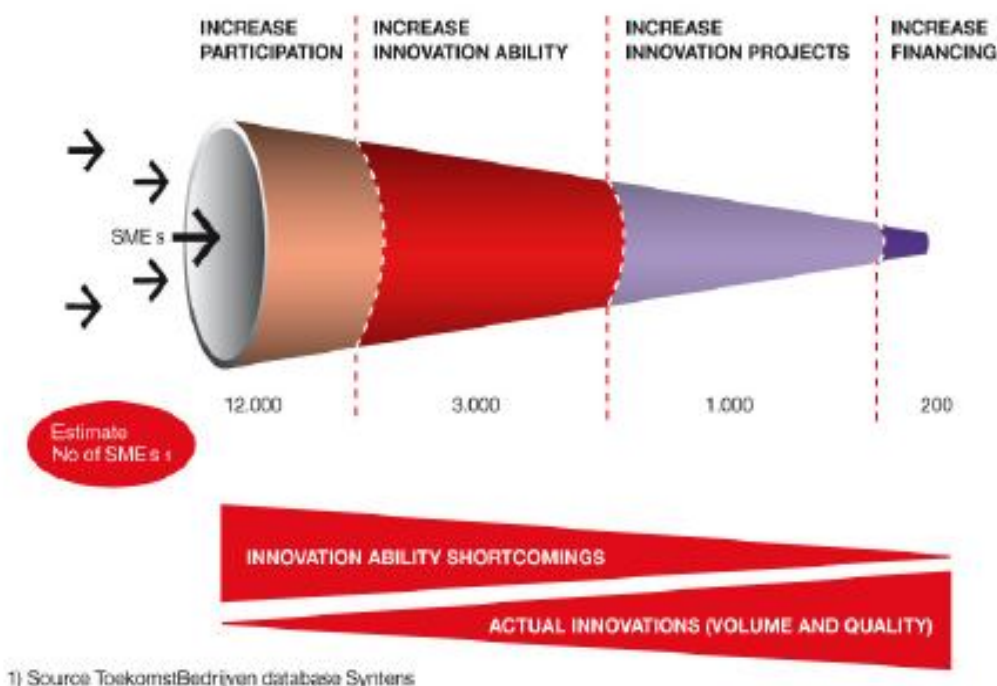 INCREASE PARTICIPATION
INCREASE INNOVATION ABILITY
INCREASE INNOVATION PROJECTS
INCREASE FINANCING
SME s
12.000
3.000
1.000
200
Estimate
No of SME s 1
INNOVATION ABILITY SHORTCOMINGS
ACTUAL INNOVATIONS (VOLUME AND QUALITY)
1) Source ToekomstBedrijven database Syntens